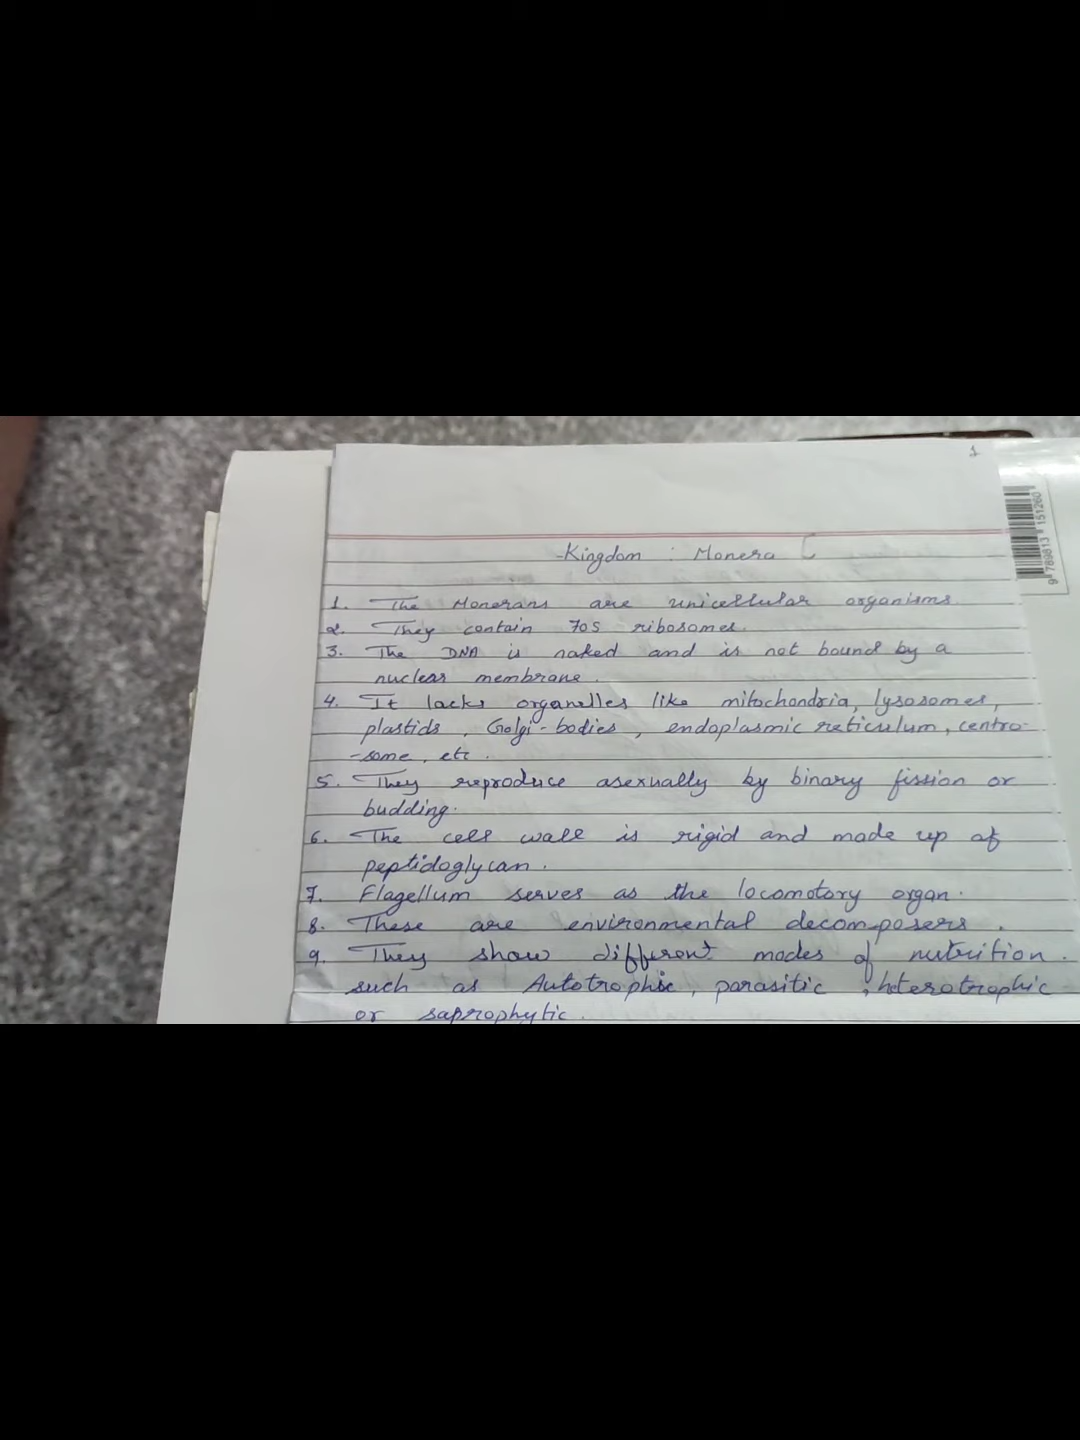 1
Kingdom : Monera
1. The Monerans are unicellular organisms.
2. They contain 70s ribosomes.
3. The DNA is naked and is not bound by a
nuclear membrane.
4. It lacks organelles like mitochondria, lysosomes,
plastids, Golgi-bodies, endoplasmic reticulum, centro-
-some, etc.
5. They reproduce asexually by binary fission or
budding.
6. The cell wall is rigid and made up of
peptidoglycan.
7. Flagellum serves as the locomotory organ.
8. These are environmental decomposers.
9. They show different modes of nutrition.
such as Autotrophic, parasitic, heterotrophic
or saprophytic.
9 789813 151260